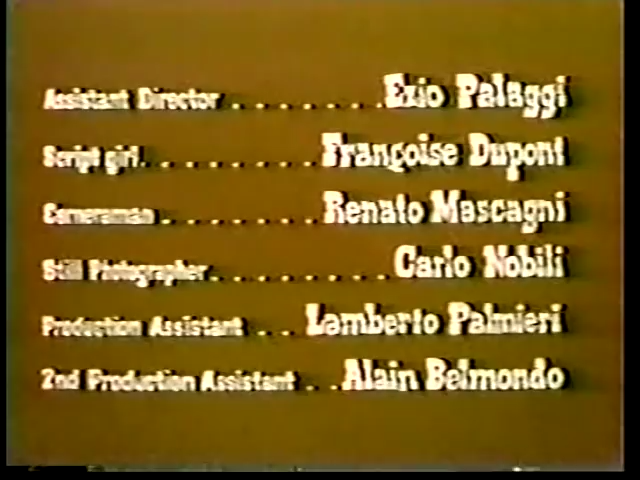 Assistant Director . . . . . . . Ezio Palaggi
Script girl . . . . . . . . . Françoise Dupont
Cameraman . . . . . . . . Renato Mascagni
Still Photographer . . . . . . . . . Carlo Nobili
Production Assistant . . . Lamberto Palmieri
2nd Production Assistant . . Alain Belmondo